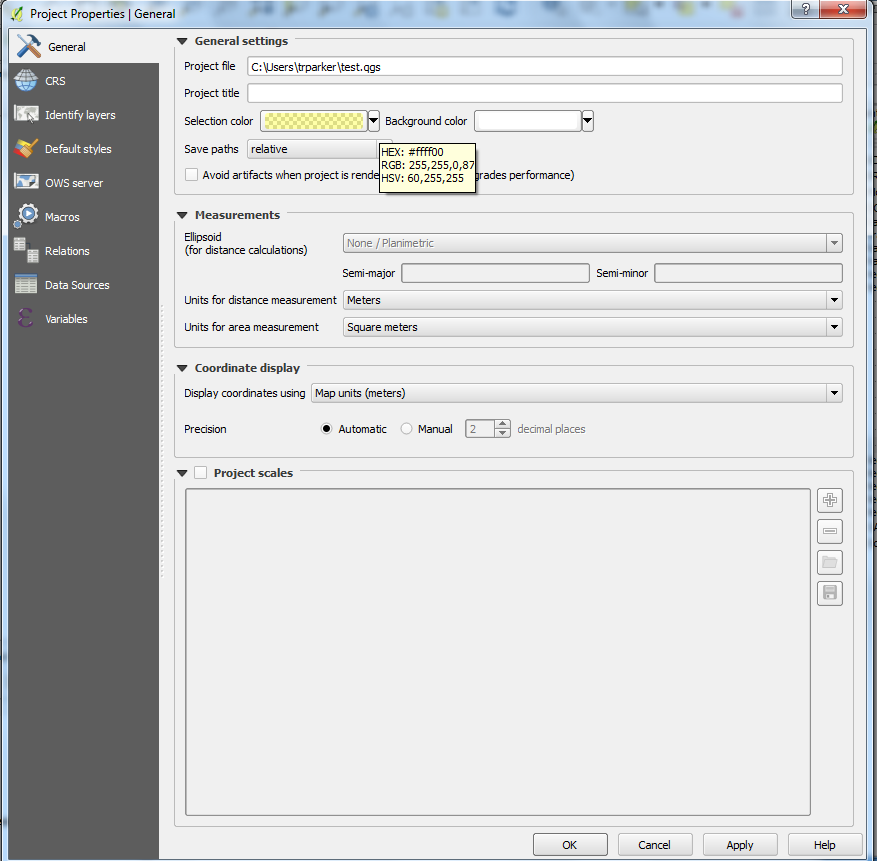 Project Properties | General
General
CRS
Identify layers
Default styles
OWS server
Macros
Relations
Data Sources
Variables
General settings
Project file C:\Users\trparker\test.qgs
Project title
Selection color Background color
Save paths relative
HEX: #ffff00
RGB: 255,255,0,87
HSV: 60,255,255
Avoid artifacts when project is rende grades performance)
Measurements
Ellipsoid
(for distance calculations) None / Planimetric
Semi-major Semi-minor
Units for distance measurement Meters
Units for area measurement Square meters
Coordinate display
Display coordinates using Map units (meters)
Precision Automatic Manual 2 decimal places
Project scales
OK Cancel Apply Help